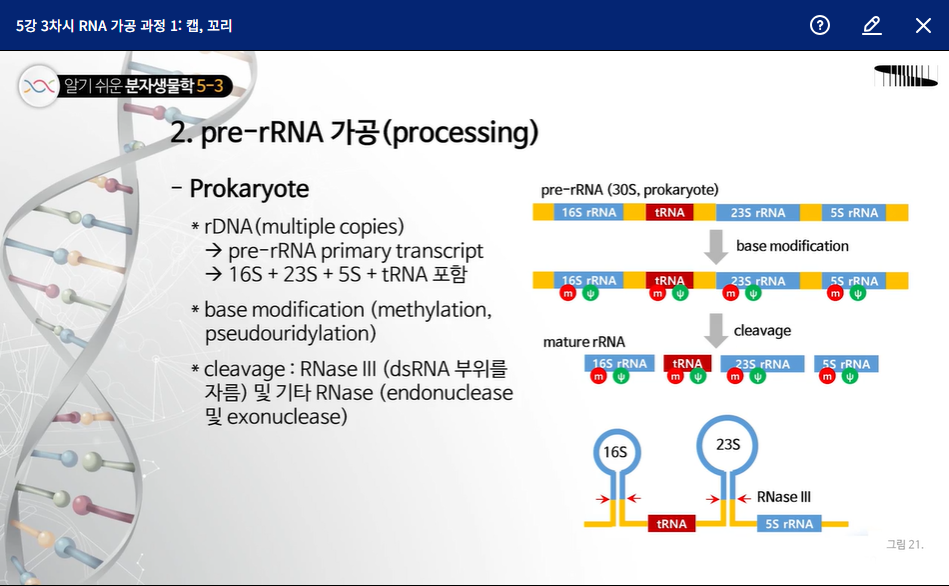 5강 3차시 RNA 가공 과정 1: 캡, 꼬리
알기 쉬운 분자생물학 5-3
2. pre-rRNA 가공(processing)
- Prokaryote
* rDNA(multiple copies)
→ pre-rRNA primary transcript
→ 16S + 23S + 5S + tRNA 포함
* base modification (methylation,
pseudouridylation)
* cleavage : RNase III (dsRNA 부위를
자름) 및 기타 RNase (endonuclease
및 exonuclease)
pre-rRNA (30S, prokaryote)
16S rRNA tRNA 23S rRNA 5S rRNA
base modification
16S rRNA tRNA 23S rRNA 5S rRNA
m ψ m ψ m ψ m ψ
cleavage
mature rRNA
16S rRNA tRNA 23S rRNA 5S rRNA
m ψ m ψ m ψ m ψ
16S 23S
RNase III
tRNA 5S rRNA
그림 21.